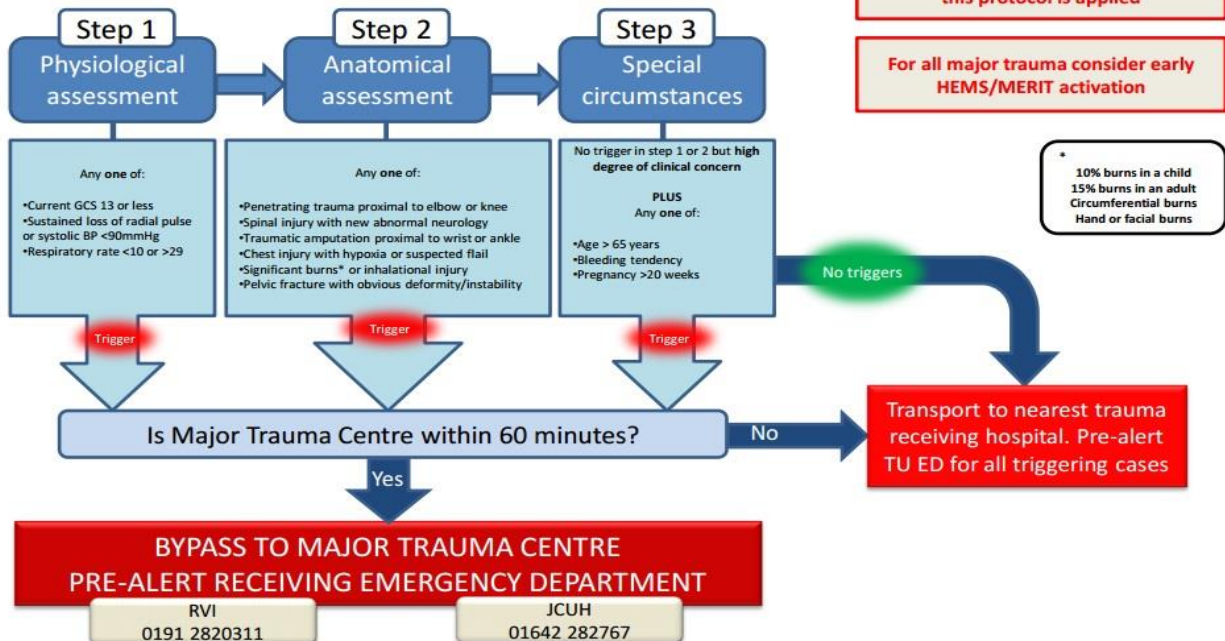 this protocol is applied
For all major trauma consider early
HEMS/MERIT activation
Step 1
Physiological
assessment
Step 2
Anatomical
assessment
Step 3
Special
circumstances
Any one of:
•Current GCS 13 or less
•Sustained loss of radial pulse
or systolic BP <90mmHg
•Respiratory rate <10 or >29
Any one of:
•Penetrating trauma proximal to elbow or knee
•Spinal injury with new abnormal neurology
•Traumatic amputation proximal to wrist or ankle
•Chest injury with hypoxia or suspected flail
•Significant burns* or inhalational injury
•Pelvic fracture with obvious deformity/instability
No trigger in step 1 or 2 but high
degree of clinical concern
PLUS
Any one of:
•Age > 65 years
•Bleeding tendency
•Pregnancy >20 weeks
*
10% burns in a child
15% burns in an adult
Circumferential burns
Hand or facial burns
No triggers
Trigger
Trigger
Trigger
Is Major Trauma Centre within 60 minutes?
No
Transport to nearest trauma
receiving hospital. Pre-alert
TU ED for all triggering cases
Yes
BYPASS TO MAJOR TRAUMA CENTRE
PRE-ALERT RECEIVING EMERGENCY DEPARTMENT
RVI
0191 2820311
JCUH
01642 282767